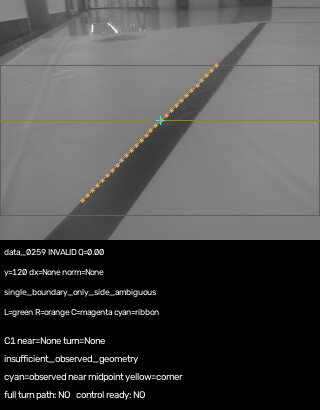 data_0259 INVALID Q=0.00
y=120 dx=None norm=None
single_boundary_only_side_ambiguous
L=green R=orange C=magenta cyan=ribbon
C1 near=None turn=None
insufficient_observed_geometry
cyan=observed near midpoint yellow=corner
full turn path: NO control ready: NO